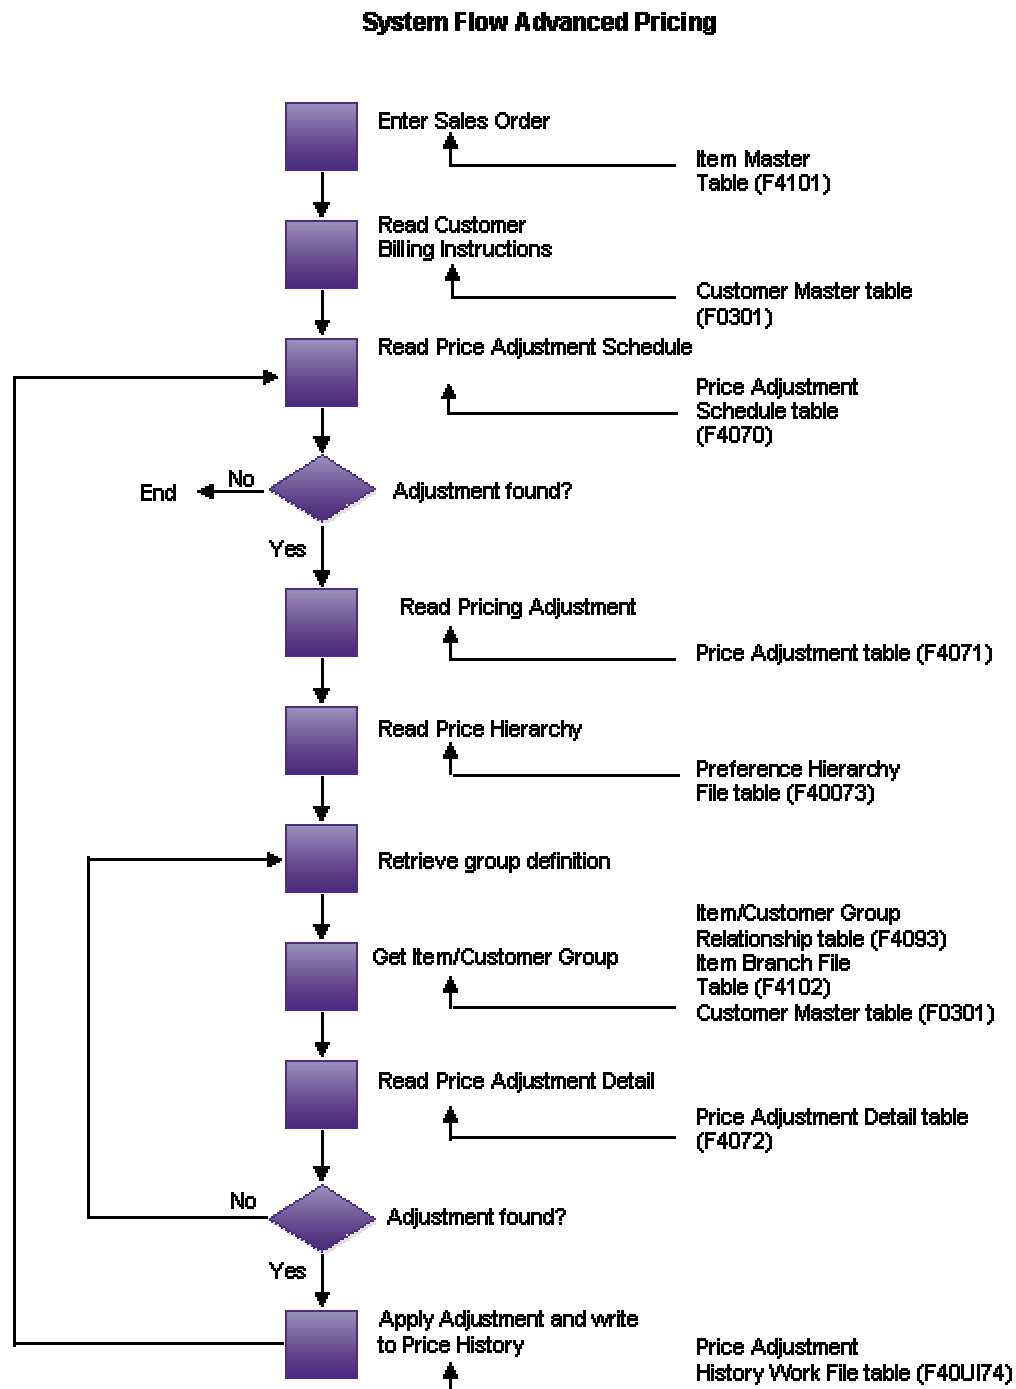 System Flow Advanced Pricing
Enter Sales Order
Item Master
Table (F4101)
Read Customer
Billing Instructions
Customer Master table
(F0301)
Read Price Adjustment Schedule
Price Adjustment
Schedule table
(F4070)
No
End
Adjustment found?
Yes
Read Pricing Adjustment
Price Adjustment table (F4071)
Read Price Hierarchy
Preference Hierarchy
File table (F40073)
Retrieve group definition
Item/Customer Group
Relationship table (F4093)
Get Item/Customer Group
Item Branch File
Table (F4102)
Customer Master table (F0301)
Read Price Adjustment Detail
Price Adjustment Detail table
(F4072)
No
Adjustment found?
Yes
Apply Adjustment and write
to Price History
Price Adjustment
History Work File table (F40UI74)